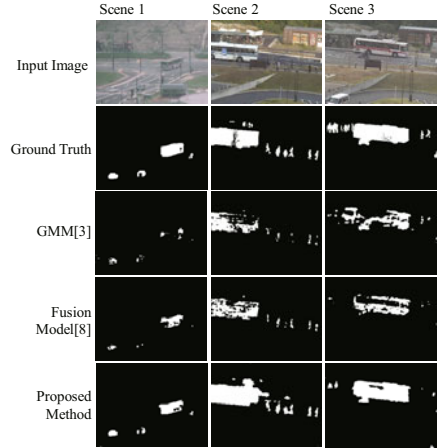 Scene 1 Scene 2 Scene 3
Input Image
Ground Truth
GMM[3]
Fusion
Model[8]
Proposed
Method